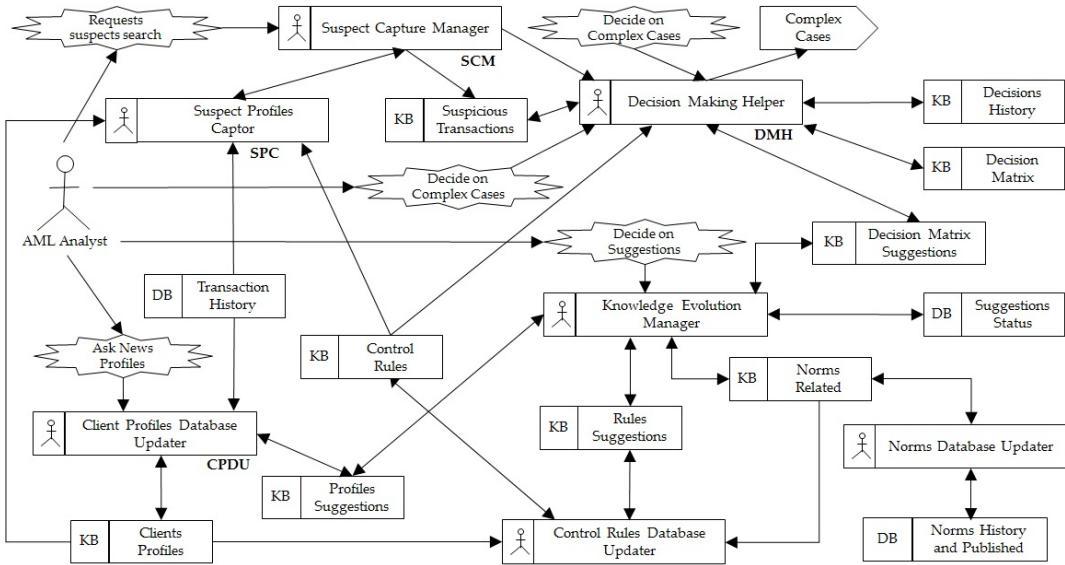 Requests
suspects search
Suspect Capture Manager
SCM
Decide on
Complex Cases
Complex
Cases
Suspect Profiles
Captor
SPC
KB
Suspicious
Transactions
Decision Making Helper
DMH
KB
Decisions
History
KB
Decision
Matrix
AML Analyst
Decide on
Complex Cases
Decide on
Suggestions
KB
Decision Matrix
Suggestions
DB
Transaction
History
Knowledge Evolution
Manager
DB
Suggestions
Status
Ask News
Profiles
KB
Control
Rules
KB
Norms
Related
Client Profiles Database
Updater
CPDU
KB
Rules
Suggestions
Norms Database Updater
KB
Profiles
Suggestions
KB
Clients
Profiles
Control Rules Database
Updater
DB
Norms History
and Published